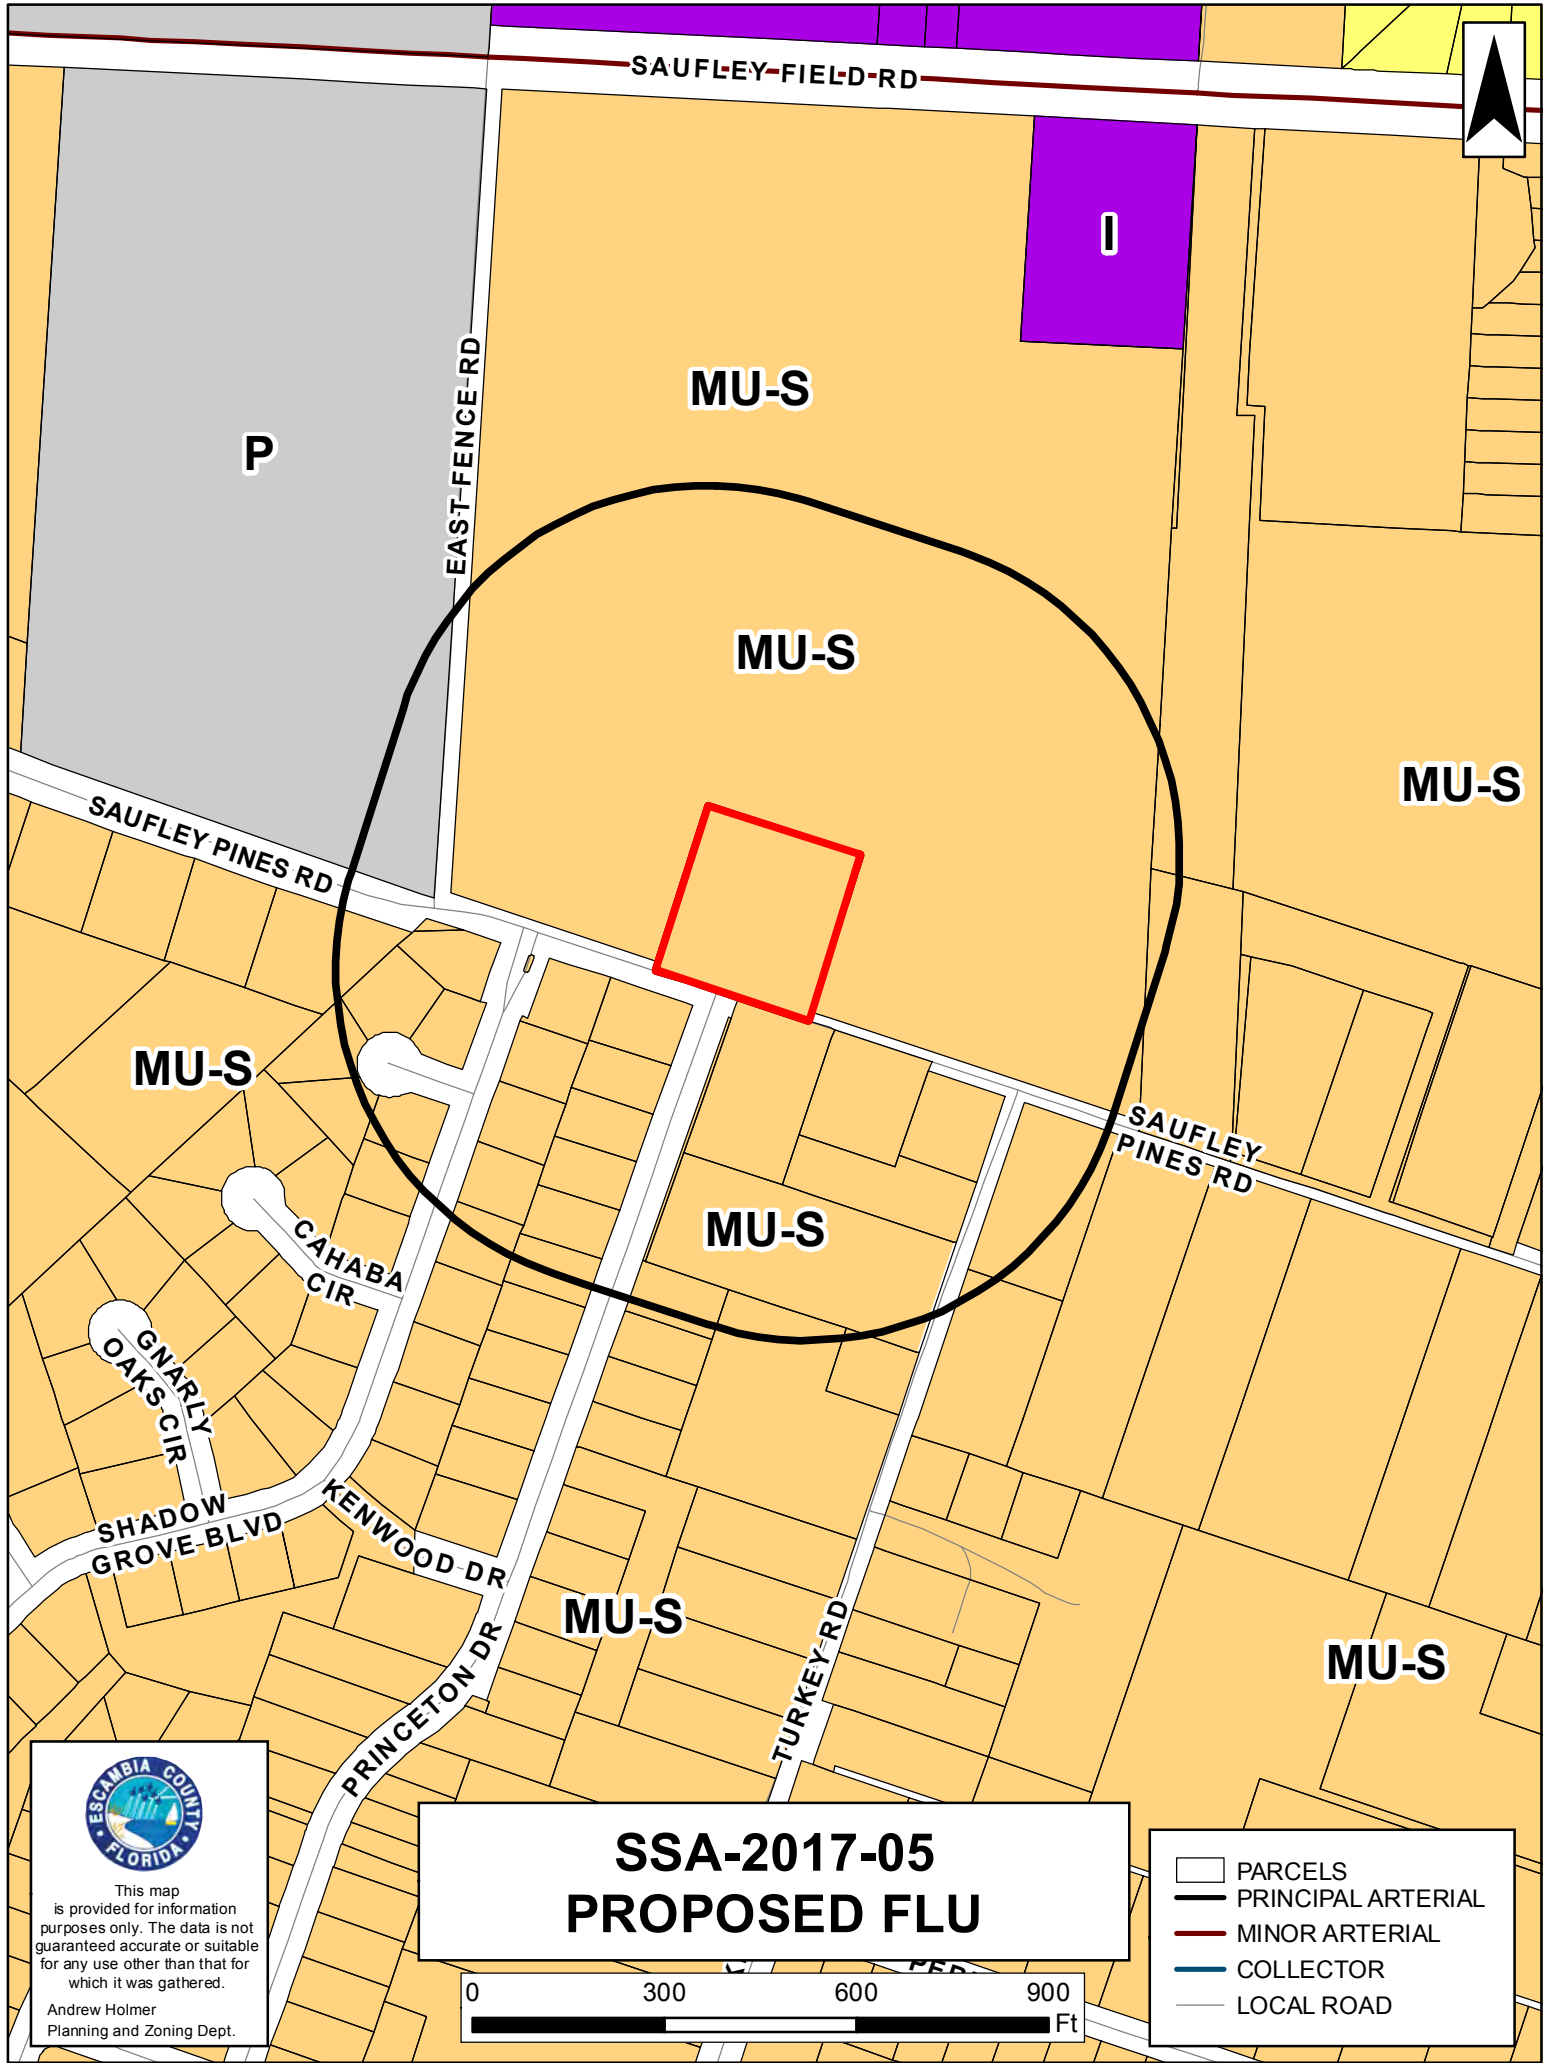 SAUFLEY FIELD RD
I
MU-S
P
EAST FENCE RD
MU-S
MU-S
SAUFLEY PINES RD
MU-S
SAUFLEY
PINES RD
MU-S
CAHABA
CIR
GNARLY
OAKS CIR
SHADOW
GROVE BLVD
KENWOOD DR
MU-S
PRINCETON DR
TURKEY RD
MU-S
ESCAMBIA COUNTY
FLORIDA
This map
is provided for information
purposes only. The data is not
guaranteed accurate or suitable
for any use other than that for
which it was gathered.
Andrew Holmer
Planning and Zoning Dept.
SSA-2017-05
PROPOSED FLU
0 300 600 900
Ft
PARCELS
PRINCIPAL ARTERIAL
MINOR ARTERIAL
COLLECTOR
LOCAL ROAD